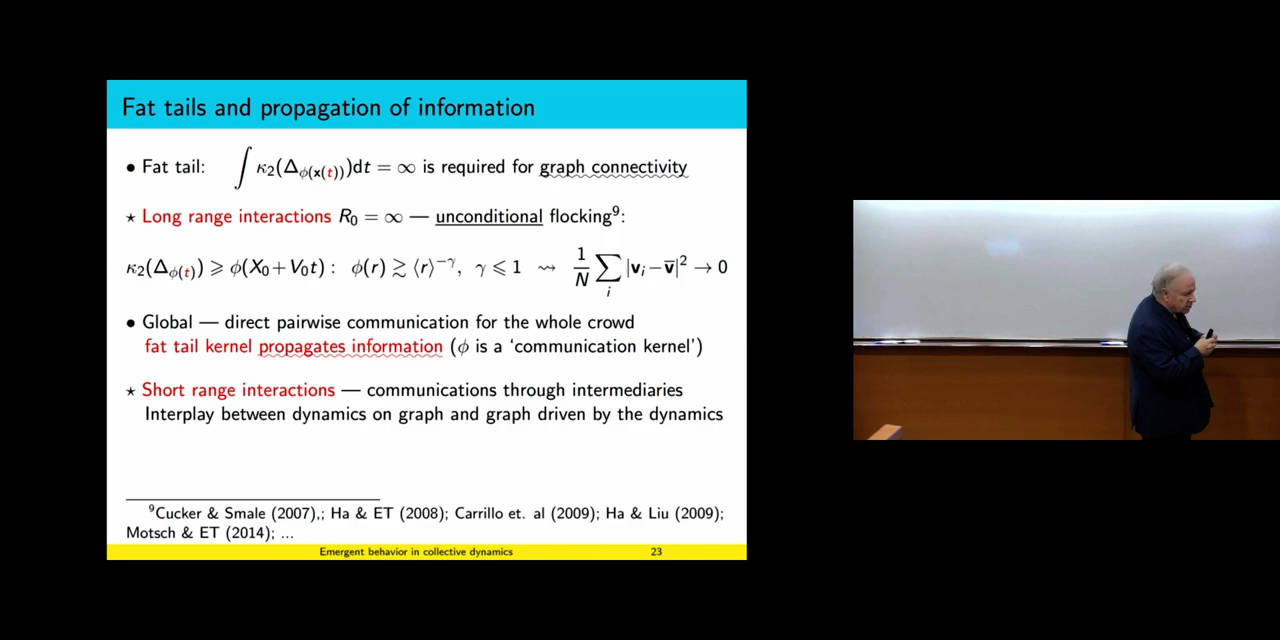 Fat tails and propagation of information
• Fat tail: ∫ κ₂(Δ_ϕ(𝐱(t)))dt = ∞ is required for graph connectivity
⋆ Long range interactions R₀ = ∞ — unconditional flocking⁹:
κ₂(Δ_ϕ(t)) ⩾ ϕ(X₀ + V₀t) : ϕ(r) ≳ ⟨r⟩^−γ, γ ⩽ 1 ⇝ 1/N ∑_i |𝐯_i − 𝐯̅|² → 0
• Global — direct pairwise communication for the whole crowd
fat tail kernel propagates information (ϕ is a ‘communication kernel’)
⋆ Short range interactions — communications through intermediaries
Interplay between dynamics on graph and graph driven by the dynamics
⁹Cucker & Smale (2007),; Ha & ET (2008); Carrillo et. al (2009); Ha & Liu (2009);
Motsch & ET (2014); ...
Emergent behavior in collective dynamics 23